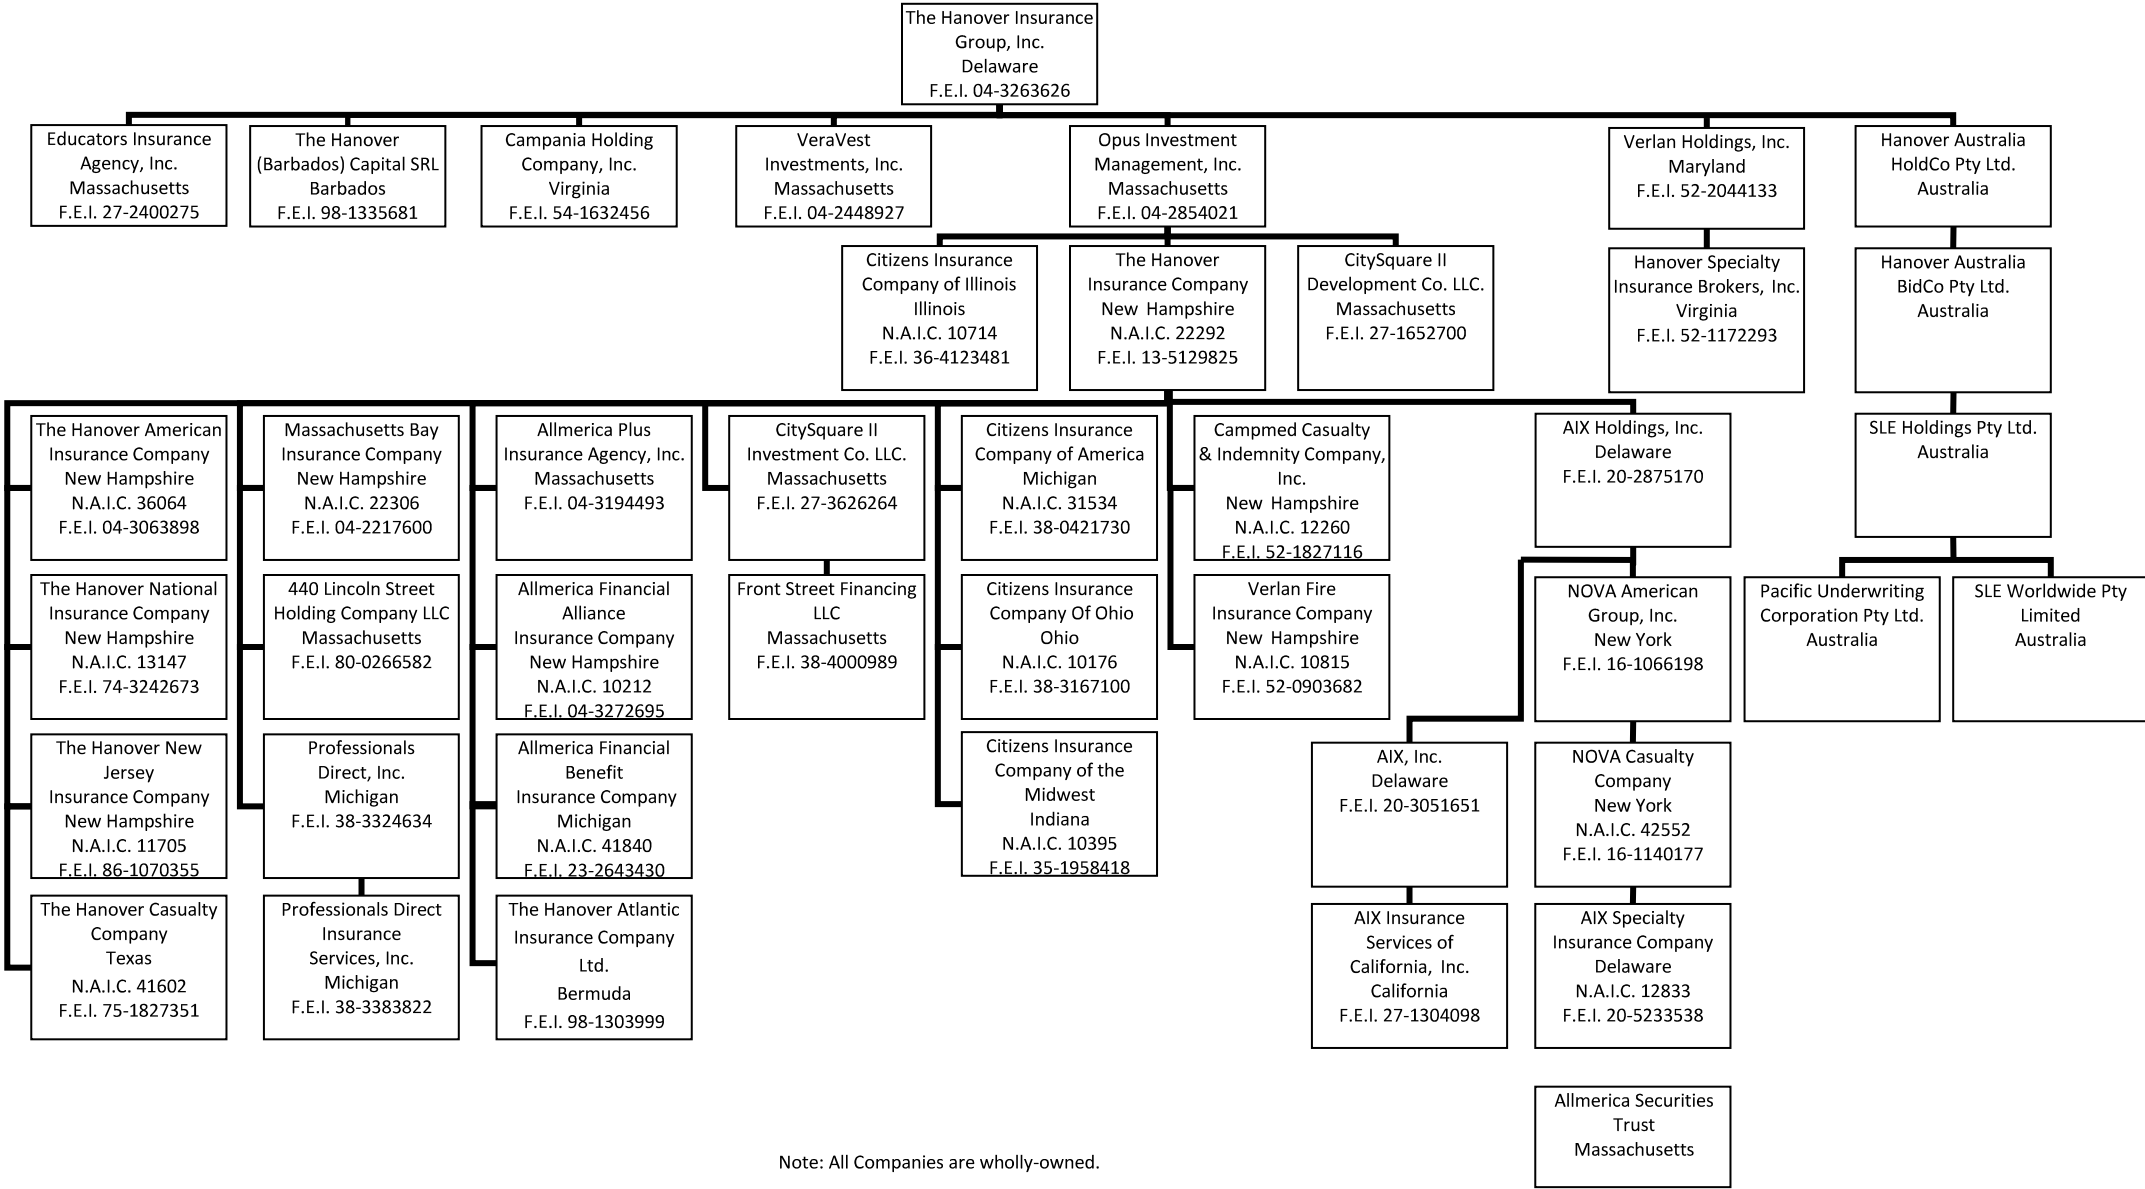 The Hanover Insurance
Group, Inc.
Delaware
F.E.I. 04-3263626
Educators Insurance
Agency, Inc.
Massachusetts
F.E.I. 27-2400275
The Hanover
(Barbados) Capital SRL
Barbados
F.E.I. 98-1335681
Campania Holding
Company, Inc.
Virginia
F.E.I. 54-1632456
VeraVest
Investments, Inc.
Massachusetts
F.E.I. 04-2448927
Opus Investment
Management, Inc.
Massachusetts
F.E.I. 04-2854021
Verlan Holdings, Inc.
Maryland
F.E.I. 52-2044133
Hanover Australia
HoldCo Pty Ltd.
Australia
Citizens Insurance
Company of Illinois
Illinois
N.A.I.C. 10714
F.E.I. 36-4123481
The Hanover
Insurance Company
New Hampshire
N.A.I.C. 22292
F.E.I. 13-5129825
CitySquare II
Development Co. LLC.
Massachusetts
F.E.I. 27-1652700
Hanover Specialty
Insurance Brokers, Inc.
Virginia
F.E.I. 52-1172293
Hanover Australia
BidCo Pty Ltd.
Australia
The Hanover American
Insurance Company
New Hampshire
N.A.I.C. 36064
F.E.I. 04-3063898
Massachusetts Bay
Insurance Company
New Hampshire
N.A.I.C. 22306
F.E.I. 04-2217600
Allmerica Plus
Insurance Agency, Inc.
Massachusetts
F.E.I. 04-3194493
CitySquare II
Investment Co. LLC.
Massachusetts
F.E.I. 27-3626264
Citizens Insurance
Company of America
Michigan
N.A.I.C. 31534
F.E.I. 38-0421730
Campmed Casualty
& Indemnity Company,
Inc.
New Hampshire
N.A.I.C. 12260
F.E.I. 52-1827116
AIX Holdings, Inc.
Delaware
F.E.I. 20-2875170
SLE Holdings Pty Ltd.
Australia
The Hanover National
Insurance Company
New Hampshire
N.A.I.C. 13147
F.E.I. 74-3242673
440 Lincoln Street
Holding Company LLC
Massachusetts
F.E.I. 80-0266582
Allmerica Financial
Alliance
Insurance Company
New Hampshire
N.A.I.C. 10212
F.E.I. 04-3272695
Front Street Financing
LLC
Massachusetts
F.E.I. 38-4000989
Citizens Insurance
Company Of Ohio
Ohio
N.A.I.C. 10176
F.E.I. 38-3167100
Verlan Fire
Insurance Company
New Hampshire
N.A.I.C. 10815
F.E.I. 52-0903682
NOVA American
Group, Inc.
New York
F.E.I. 16-1066198
Pacific Underwriting
Corporation Pty Ltd.
Australia
SLE Worldwide Pty
Limited
Australia
The Hanover New
Jersey
Insurance Company
New Hampshire
N.A.I.C. 11705
F.E.I. 86-1070355
Professionals
Direct, Inc.
Michigan
F.E.I. 38-3324634
Allmerica Financial
Benefit
Insurance Company
Michigan
N.A.I.C. 41840
F.E.I. 23-2643430
Citizens Insurance
Company of the
Midwest
Indiana
N.A.I.C. 10395
F.E.I. 35-1958418
AIX, Inc.
Delaware
F.E.I. 20-3051651
NOVA Casualty
Company
New York
N.A.I.C. 42552
F.E.I. 16-1140177
The Hanover Casualty
Company
Texas
N.A.I.C. 41602
F.E.I. 75-1827351
Professionals Direct
Insurance
Services, Inc.
Michigan
F.E.I. 38-3383822
The Hanover Atlantic
Insurance Company
Ltd.
Bermuda
F.E.I. 98-1303999
AIX Insurance
Services of
California, Inc.
California
F.E.I. 27-1304098
AIX Specialty
Insurance Company
Delaware
N.A.I.C. 12833
F.E.I. 20-5233538
Allmerica Securities
Trust
Massachusetts
Note: All Companies are wholly-owned.